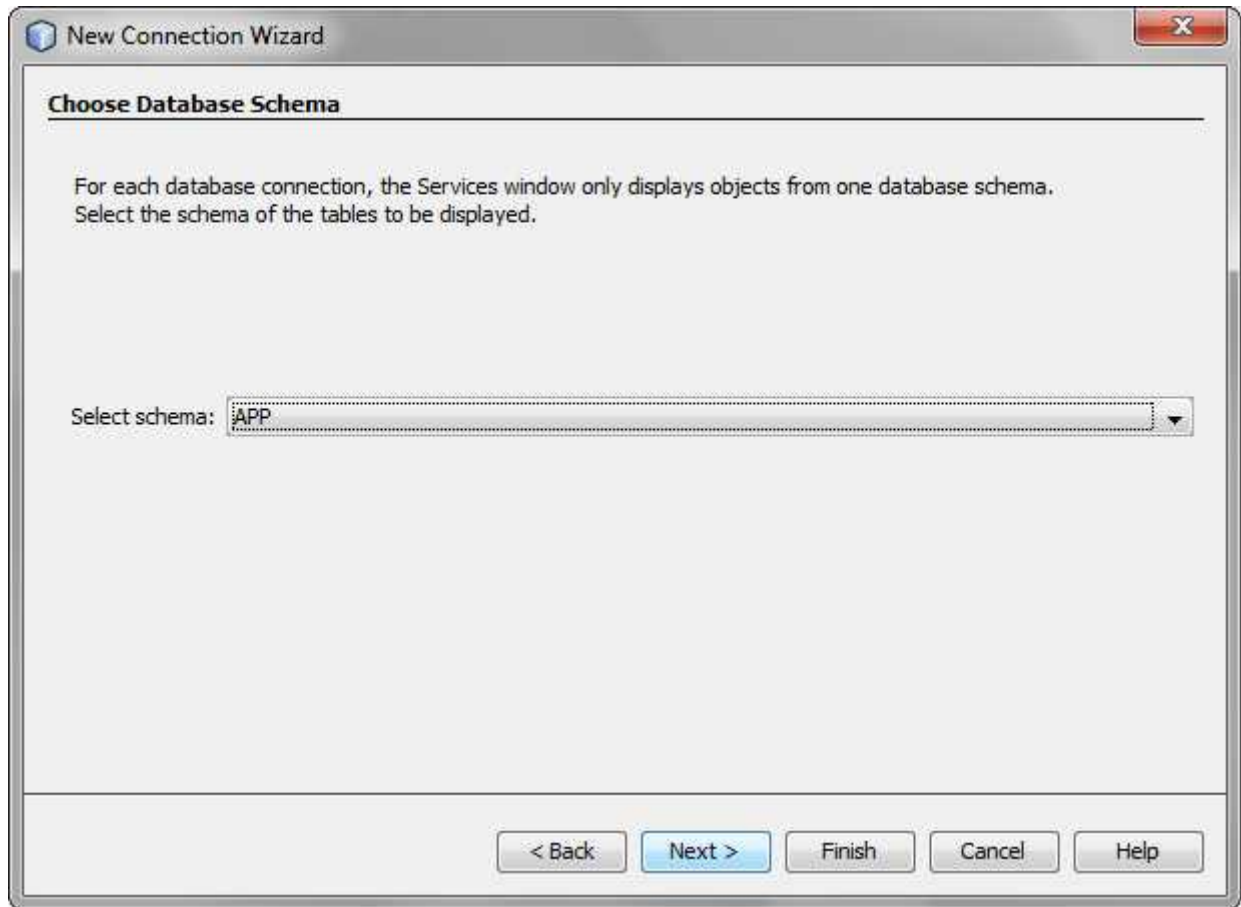 New Connection Wizard
Choose Database Schema
For each database connection, the Services window only displays objects from one database schema.
Select the schema of the tables to be displayed.
Select schema: APP
< Back Next > Finish Cancel Help